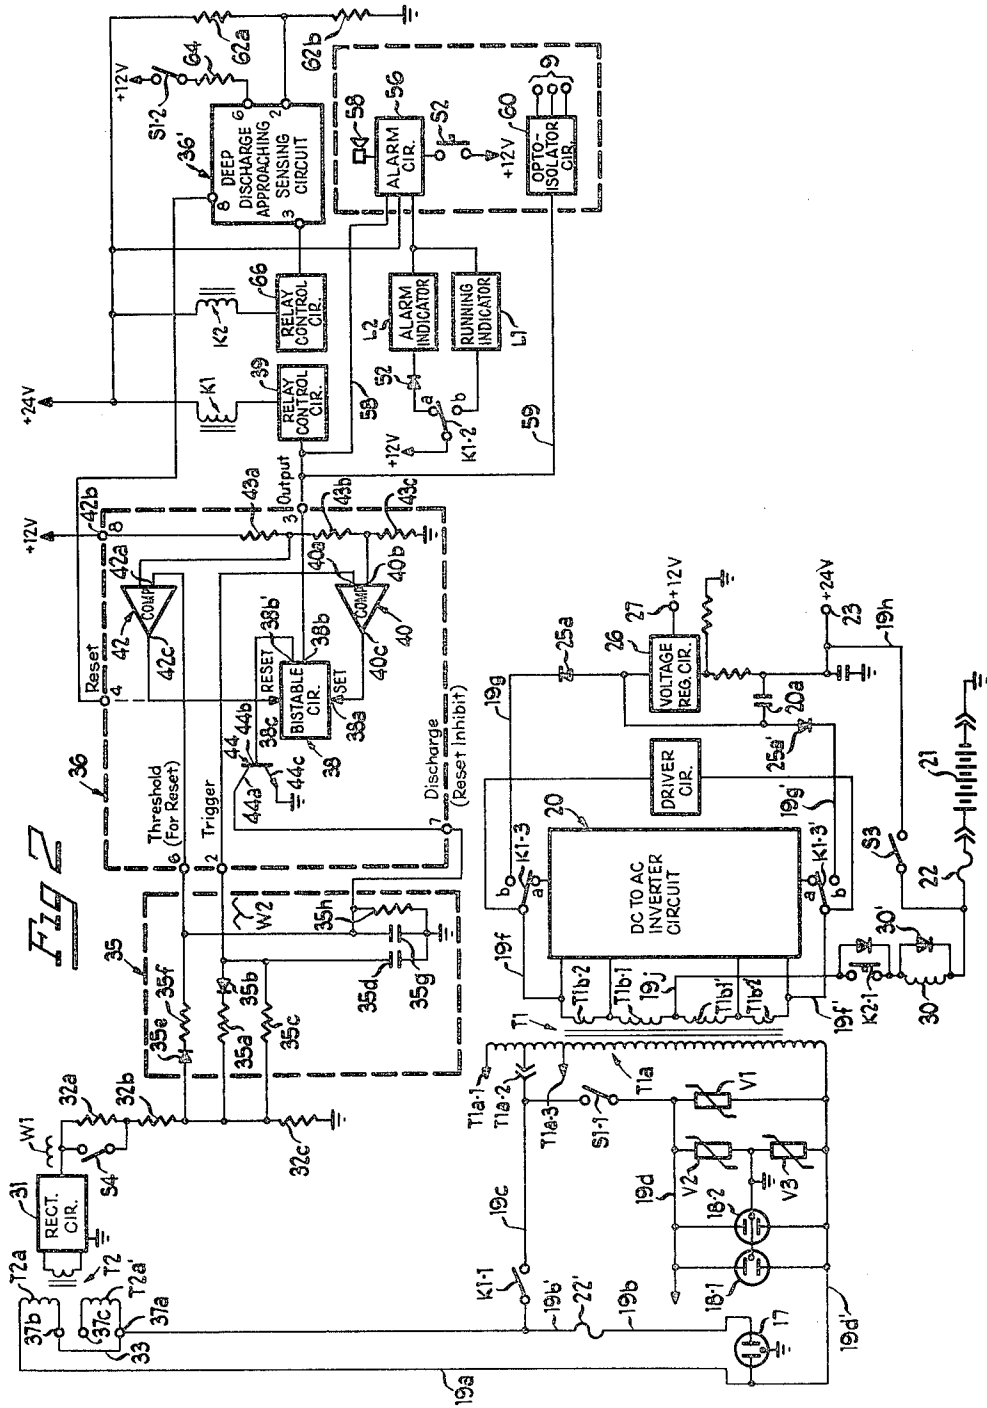 Fig 2
19a
33
37b
37c
37a
T2a
T2a'
T2
31
RECT.
CIR.
W1
S4
32a
32b
32c
35
35e
35f
35b
35a
35c
W2
35h
35d
35g
36
Threshold
(For Reset)
6
Trigger
2
Reset
4
42
COMP
42a
42b
42c
8
+12V
43a
44
44a
44b
44c
RESET
38c
38b'
BISTABLE
CIR.
38
38b
SET
38a
40a
COMP
40b
40
40c
43b
43c
Discharge
(Reset Inhibit)
7
3
Output
+24V
K1
39
RELAY
CONTROL
CIR.
K2
66
RELAY
CONTROL
CIR.
36'
8
DEEP
DISCHARGE
APPROACHING
SENSING
CIRCUIT
3
6
2
+12V
S1-2
64
62a
62b
58
58
ALARM
CIR.
56
S2
+12V
L2
ALARM
INDICATOR
52
RUNNING
INDICATOR
L1
a
b
+12V
K1-2
59
OPTO-
ISOLATOR
CIR.
60
9
K1-1
19c
19b'
22'
19b
17
19d'
18-1
18-2
19d
V2
V3
V1
S1-1
T1a-1
T1a-2
T1a-3
T1a
T1
T1b-2
T1b-1
19j
T1b1'
T1b2'
19f
19f'
b
K1-3
a
DC TO AC
INVERTER
CIRCUIT
20
a
K1-3'
b
DRIVER
CIR.
19g
19g'
25a
25a'
20a
26
VOLTAGE
REG. CIR.
27
+12V
+24V
23
19h
S3
K2-1
30'
30
22
21